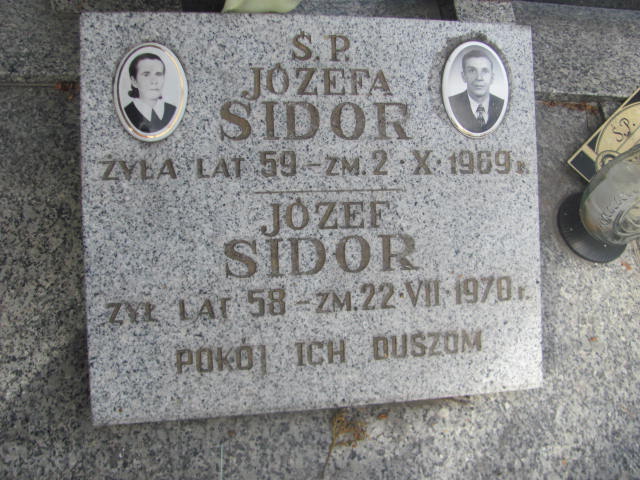 Ś.P.
JÓZEFA
SIDOR
ŻYŁA LAT 59 – ZM. 2·X·1969 R.
JÓZEF
SIDOR
ŻYŁ LAT 58 – ZM. 22·VII·1970 r.
POKÓJ ICH DUSZOM
Ś.P.